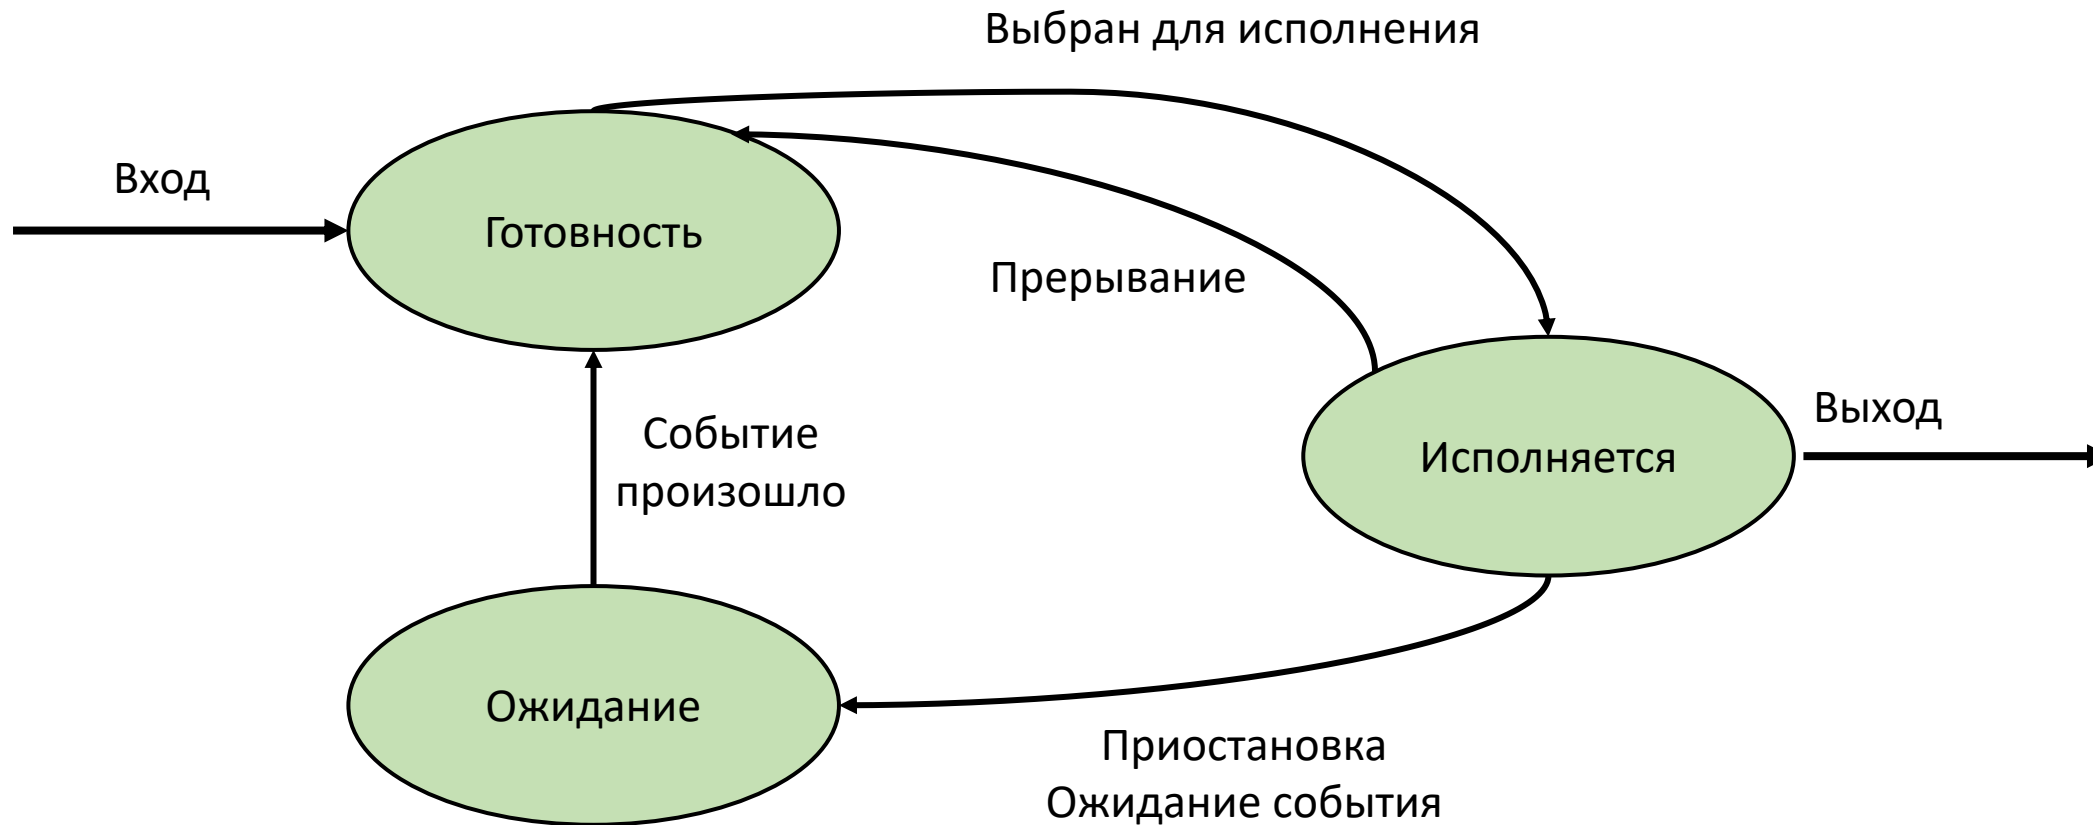 Выбран для исполнения
Вход
Готовность
Прерывание
Выход
Событие
произошло
Исполняется
Ожидание
Приостановка
Ожидание события